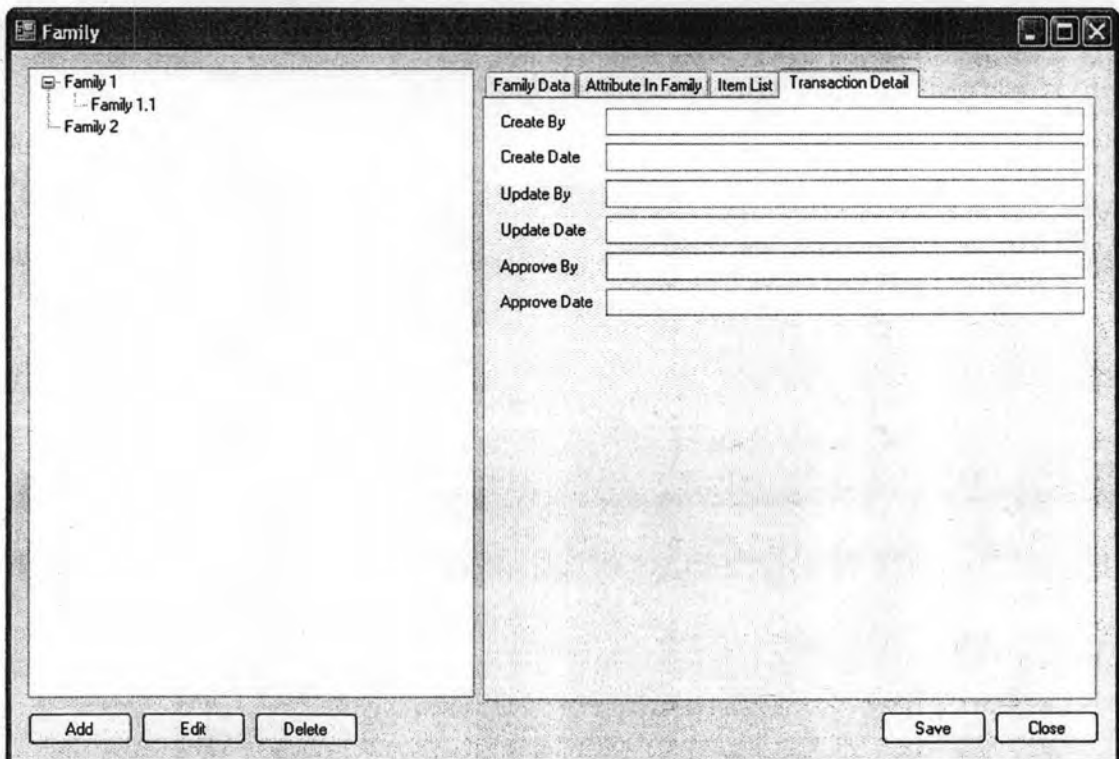 Family
Family 1
Family 1.1
Family 2
Family Data
Attribute In Family
Item List
Transaction Detail
Create By
Create Date
Update By
Update Date
Approve By
Approve Date
Add
Edit
Delete
Save
Close